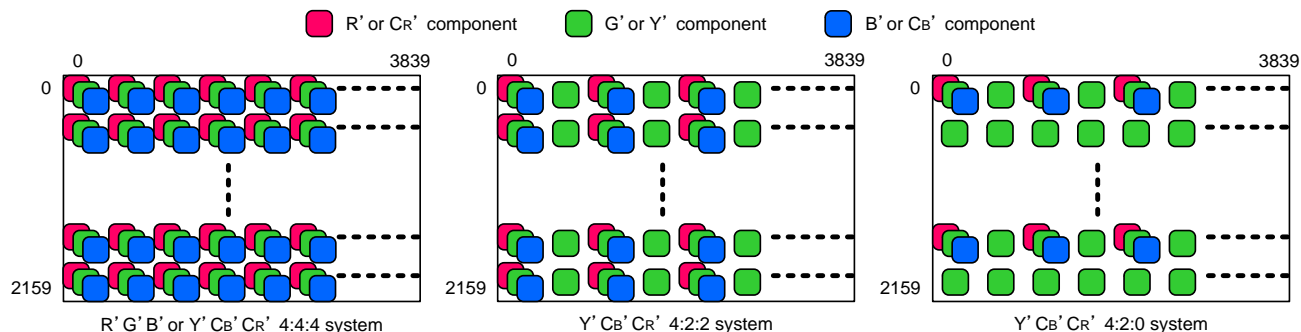 R' or CR' component G' or Y' component B' or CB' component
0 3839 0 3839 0 3839
0 0 0
2159 2159 2159
R' G' B' or Y' CB' CR' 4:4:4 system Y' CB' CR' 4:2:2 system Y' CB' CR' 4:2:0 system